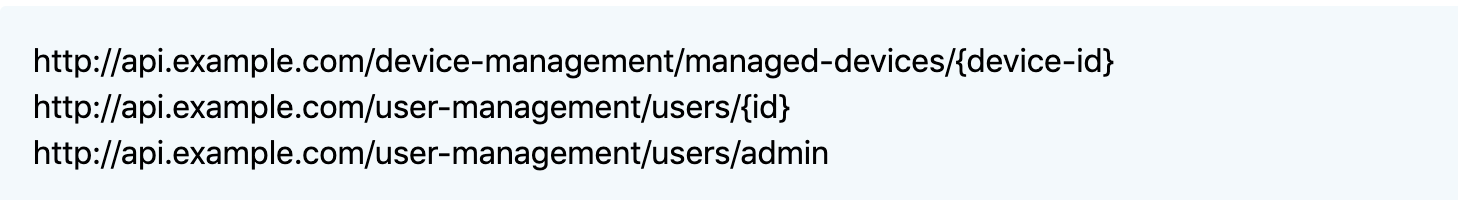 http://api.example.com/device-management/managed-devices/{device-id}
http://api.example.com/user-management/users/{id}
http://api.example.com/user-management/users/admin